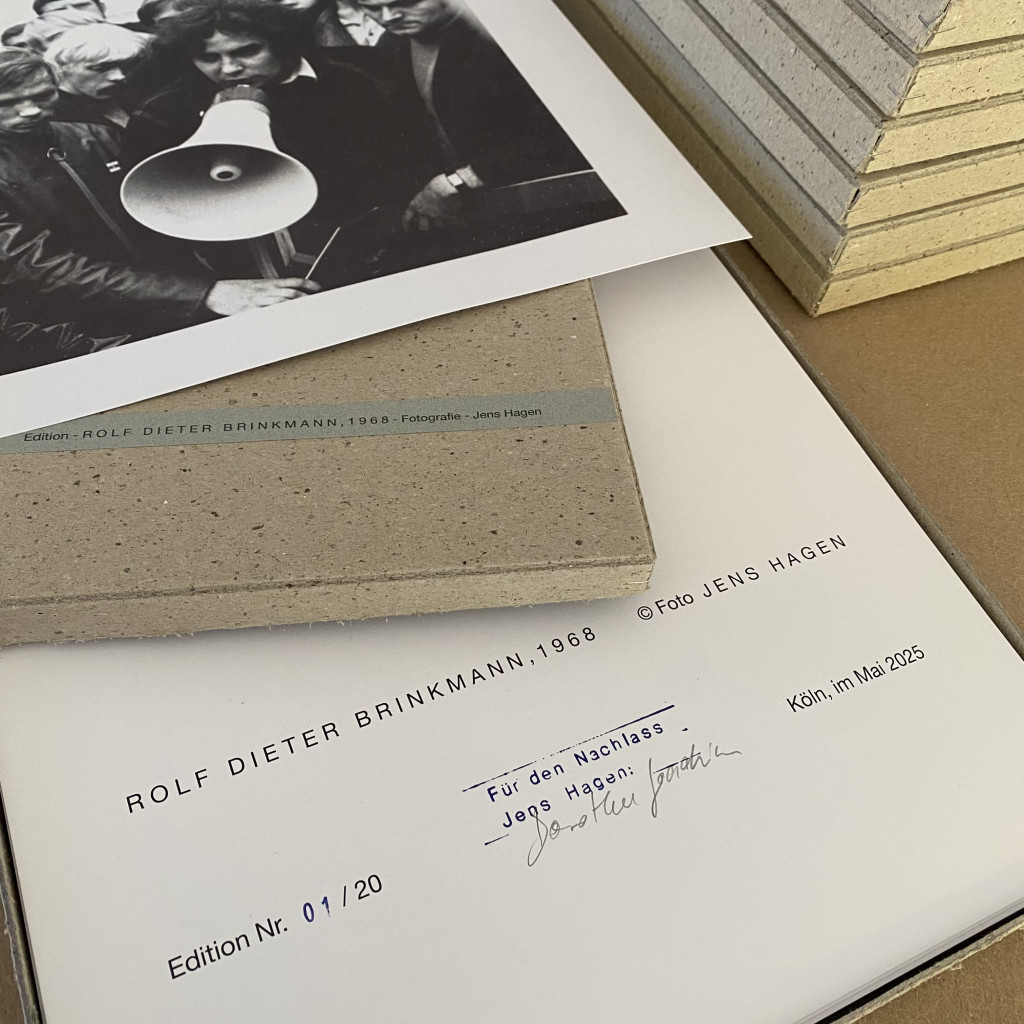 Edition - ROLF DIETER BRINKMANN, 1968 - Fotografie - Jens Hagen
ROLF DIETER BRINKMANN, 1968
© Foto JENS HAGEN
Köln, im Mai 2025
Für den Nachlass
Jens Hagen:
Edition Nr. 01 / 20